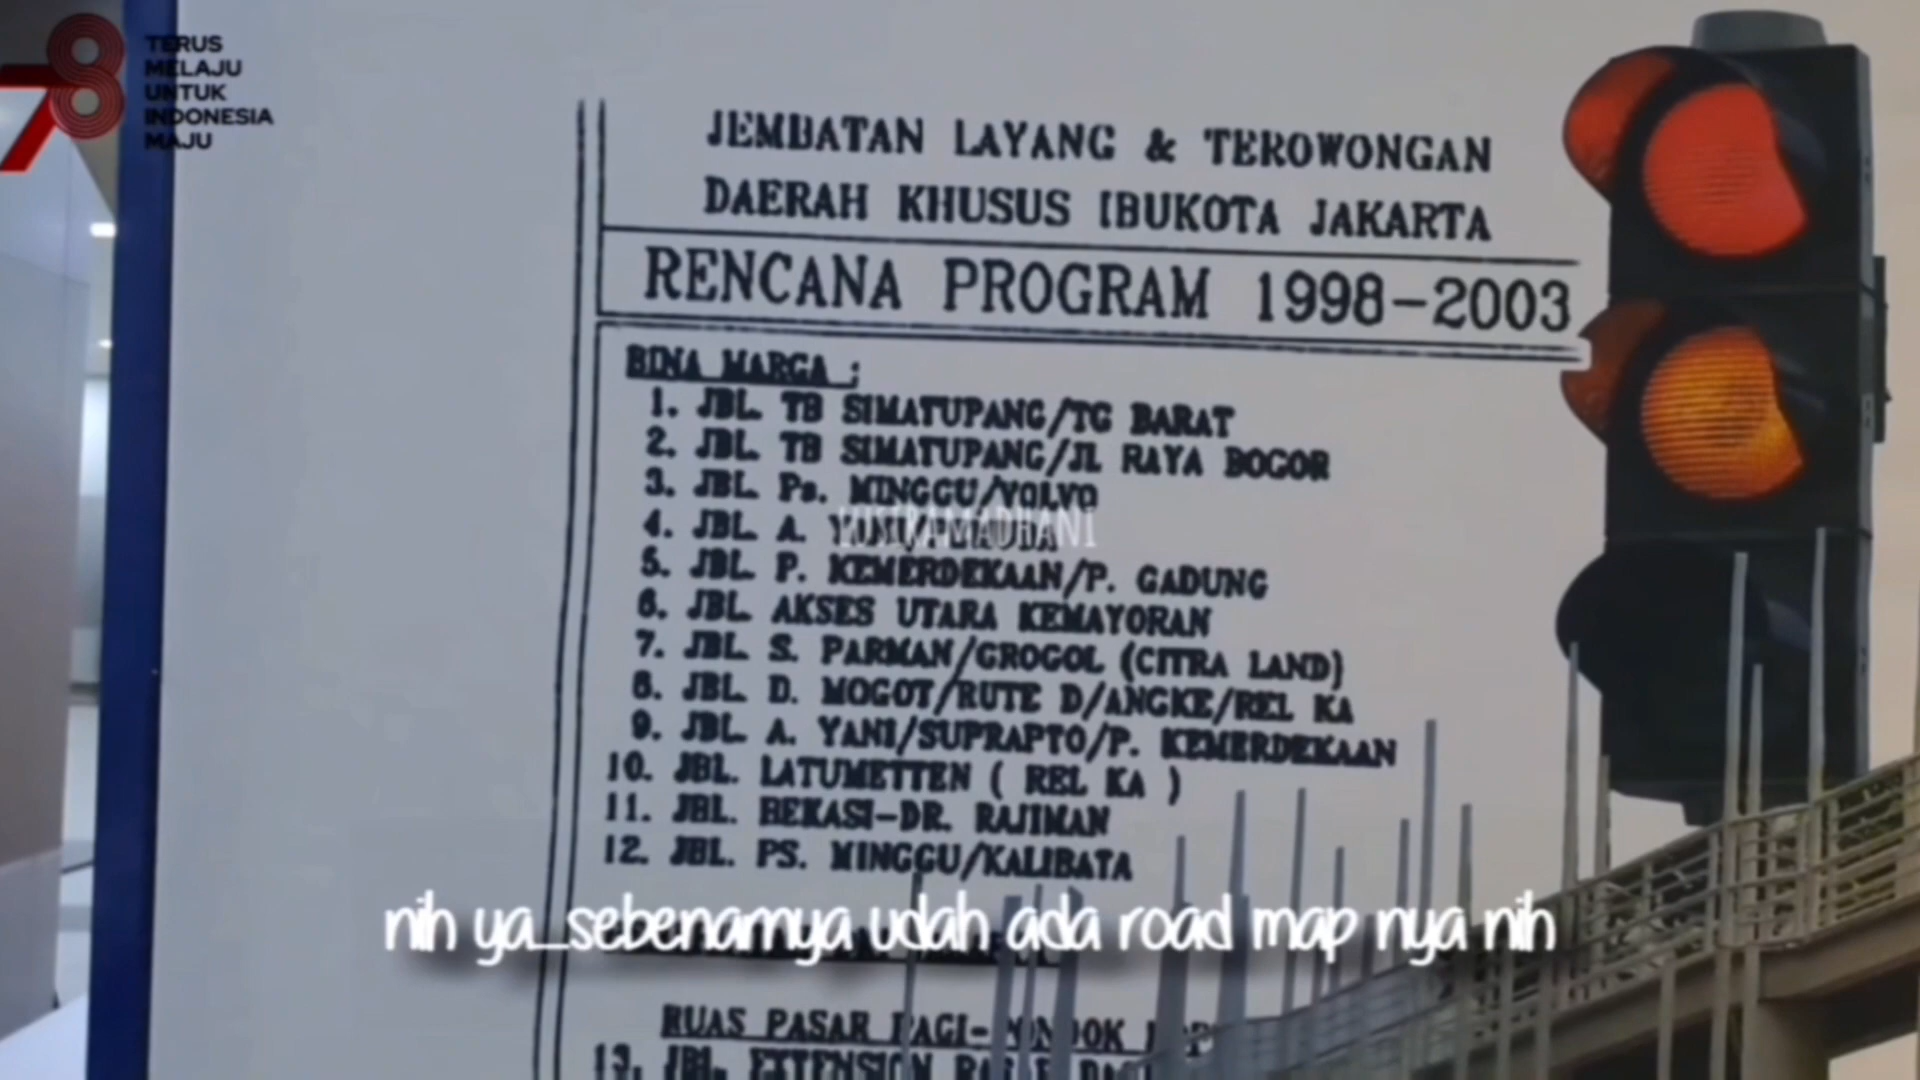 78 TERUS
MELAJU
UNTUK
INDONESIA
MAJU
JEMBATAN LAYANG & TEROWONGAN
DAERAH KHUSUS IBUKOTA JAKARTA
RENCANA PROGRAM 1998-2003
BINA MARGA :
1. JBL. TB SIMATUPANG/TG BARAT
2. JBL. TB SIMATUPANG/JL RAYA BOGOR
3. JBL. Ps. MINGGU/VOLVO
4. JBL. A. YANI/PEMUDA
5. JBL. P. KEMERDEKAAN/P. GADUNG
6. JBL. AKSES UTARA KEMAYORAN
7. JBL. S. PARMAN/GROGOL (CITRA LAND)
8. JBL. D. MOGOT/RUTE D/ANGKE/REL KA
9. JBL. A. YANI/SUPRAPTO/P. KEMERDEKAAN
10. JBL. LATUMETTEN ( REL KA )
11. JBL. BEKASI-DR. RAJIMAN
12. JBL. PS. MINGGU/KALIBATA
nih ya_sebenarnya udah ada road map nya nih
RUAS PASAR PAGI-PONDOK
13. JBL. EXTENSION